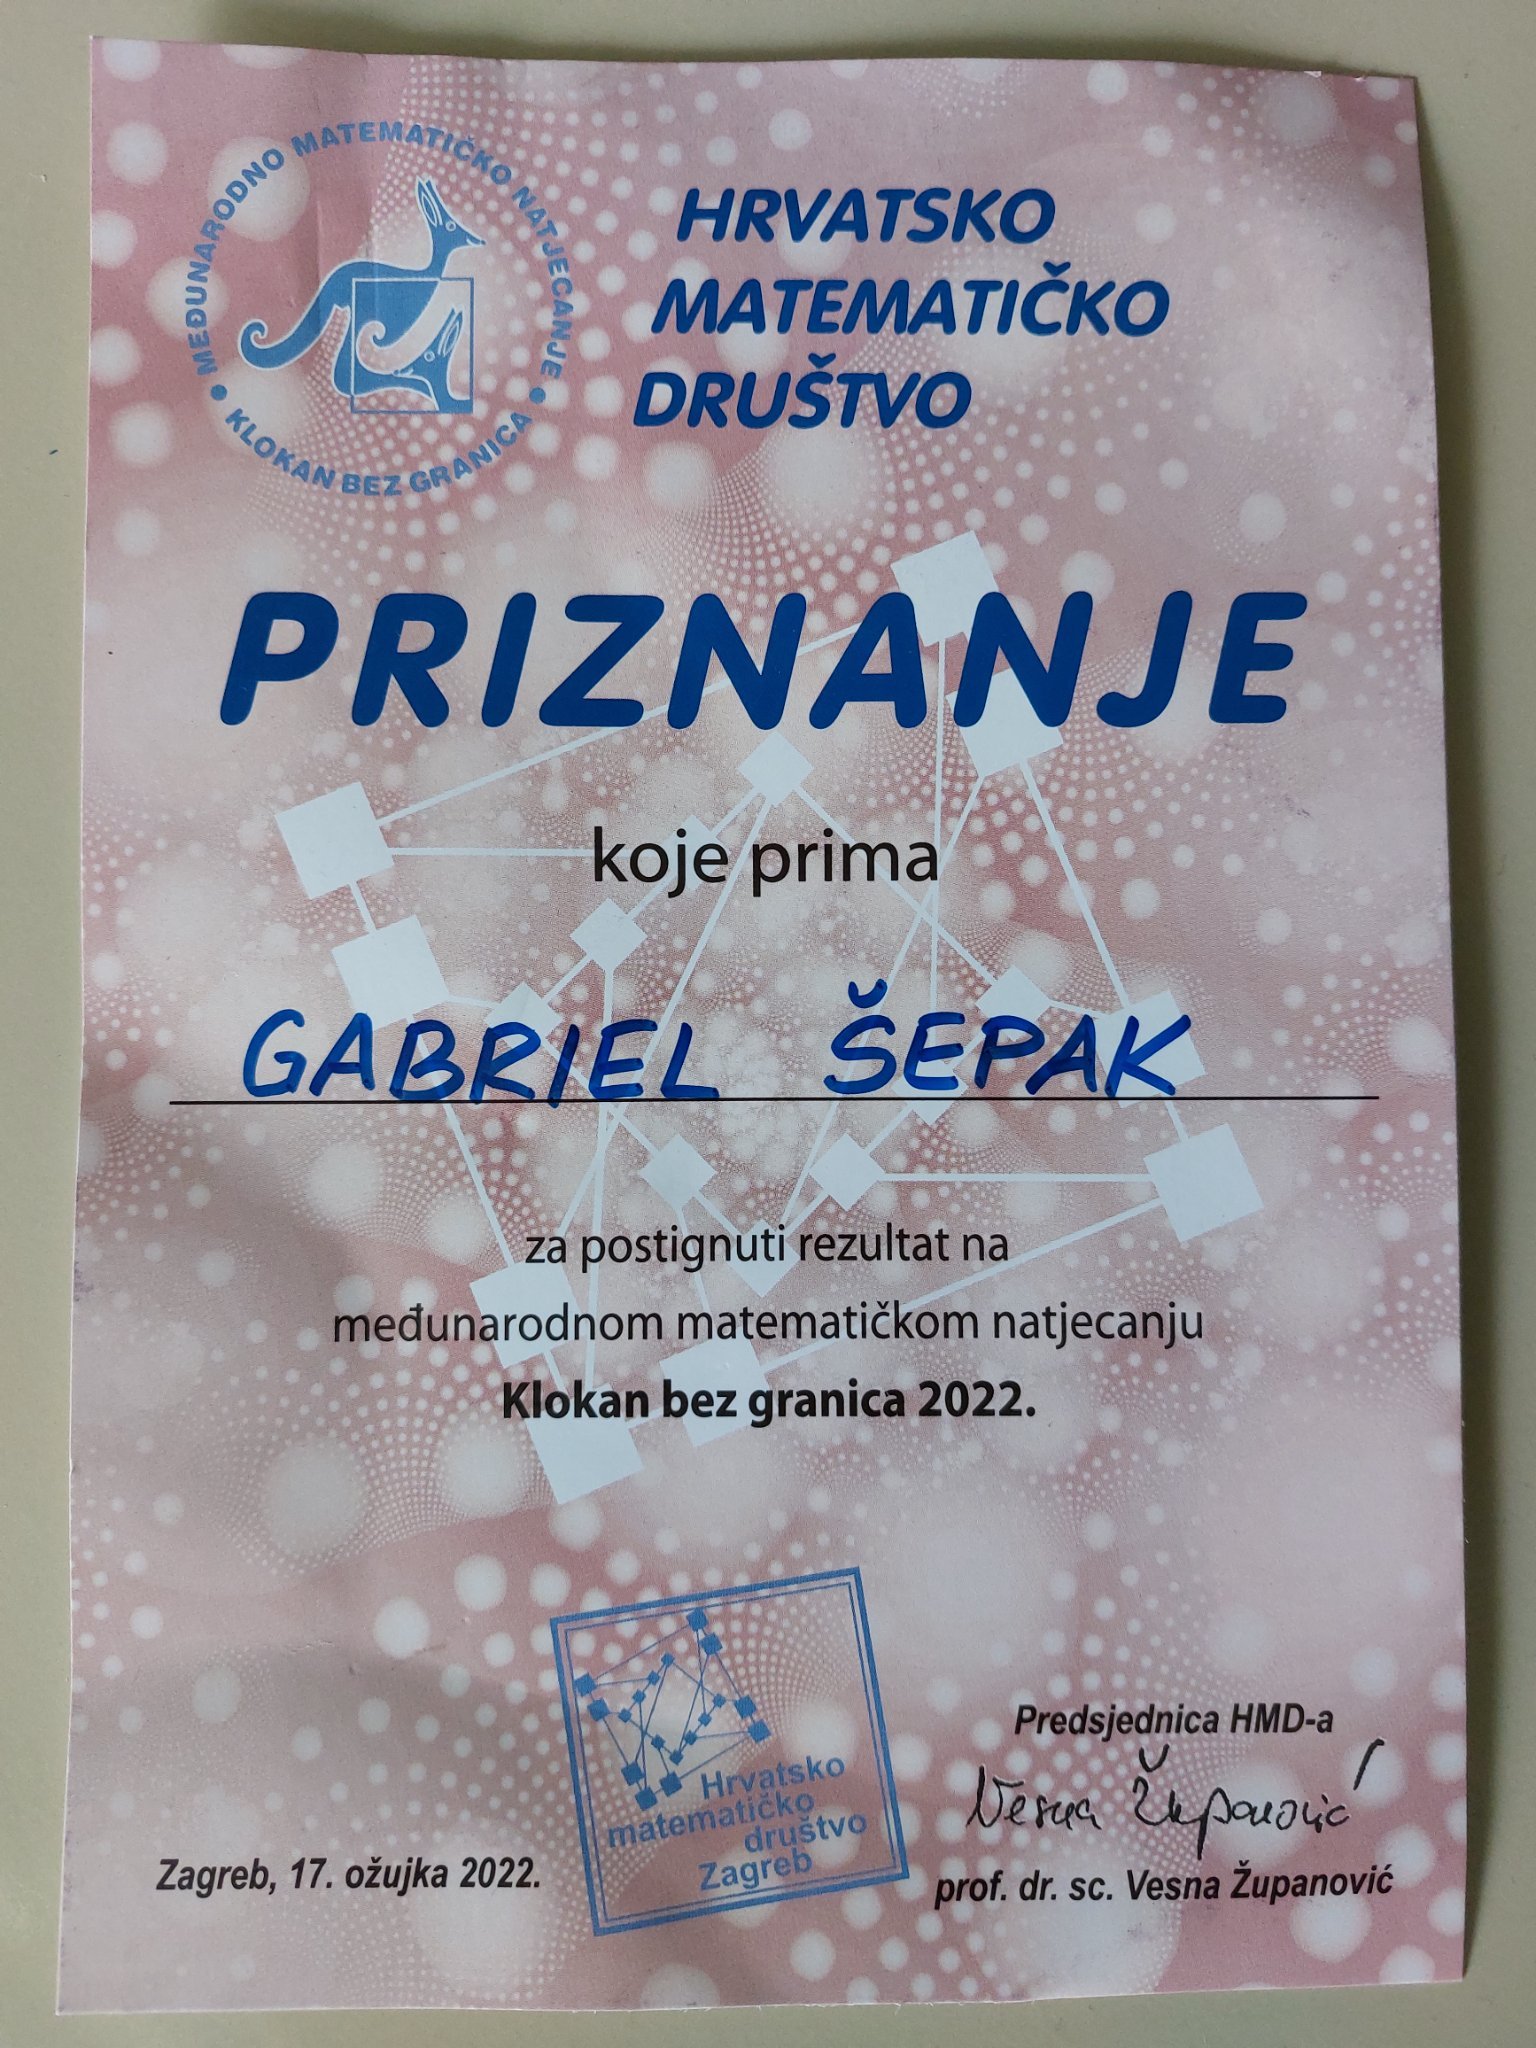 MEĐUNARODNO MATEMATIČKO NATJECANJE
KLOKAN BEZ GRANICA
HRVATSKO
MATEMATIČKO
DRUŠTVO
PRIZNANJE
koje prima
GABRIEL ŠEPAK
za postignuti rezultat na
međunarodnom matematičkom natjecanju
Klokan bez granica 2022.
Hrvatsko
matematičko
društvo
Zagreb
Zagreb, 17. ožujka 2022.
Predsjednica HMD-a
Vesna Županović
prof. dr. sc. Vesna Županović